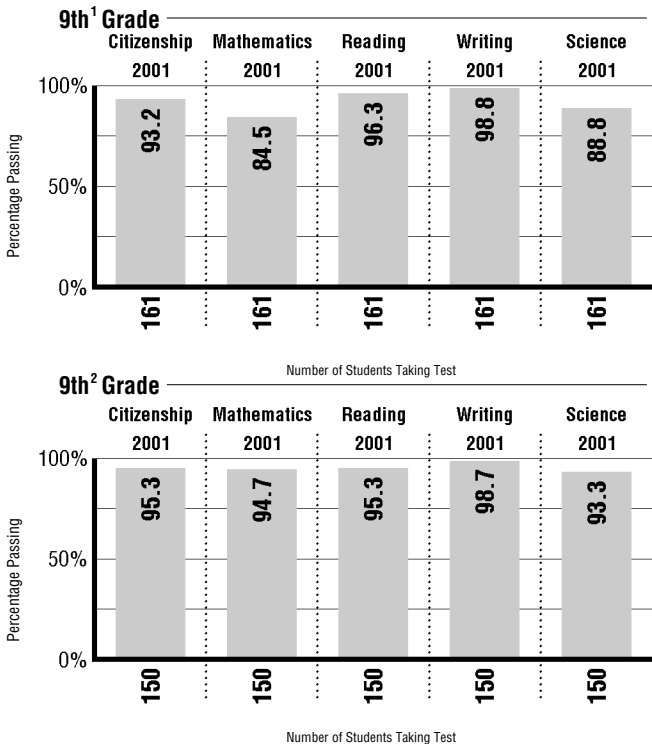 9th¹ Grade
Citizenship Mathematics Reading Writing Science
2001 2001 2001 2001 2001
100%
50%
0%
Percentage Passing
93.2 84.5 96.3 98.8 88.8
161 161 161 161 161
Number of Students Taking Test
9th² Grade
Citizenship Mathematics Reading Writing Science
2001 2001 2001 2001 2001
100%
50%
0%
Percentage Passing
95.3 94.7 95.3 98.7 93.3
150 150 150 150 150
Number of Students Taking Test